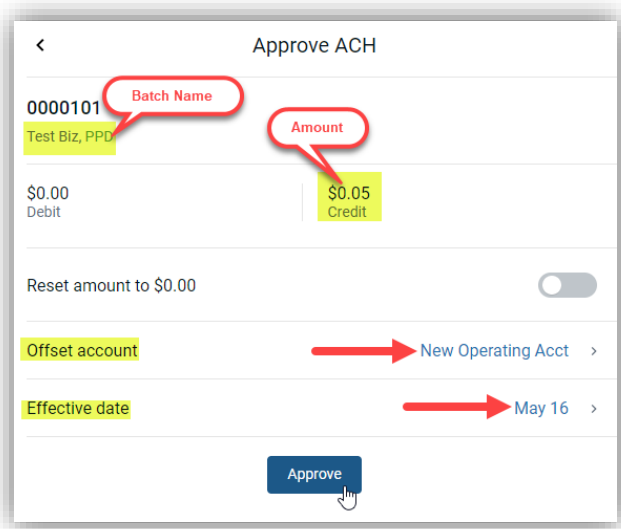 Approve ACH
0000101
Batch Name
Test Biz, PPD
Amount
$0.00
Debit
$0.05
Credit
Reset amount to $0.00
Offset account
New Operating Acct
Effective date
May 16
Approve